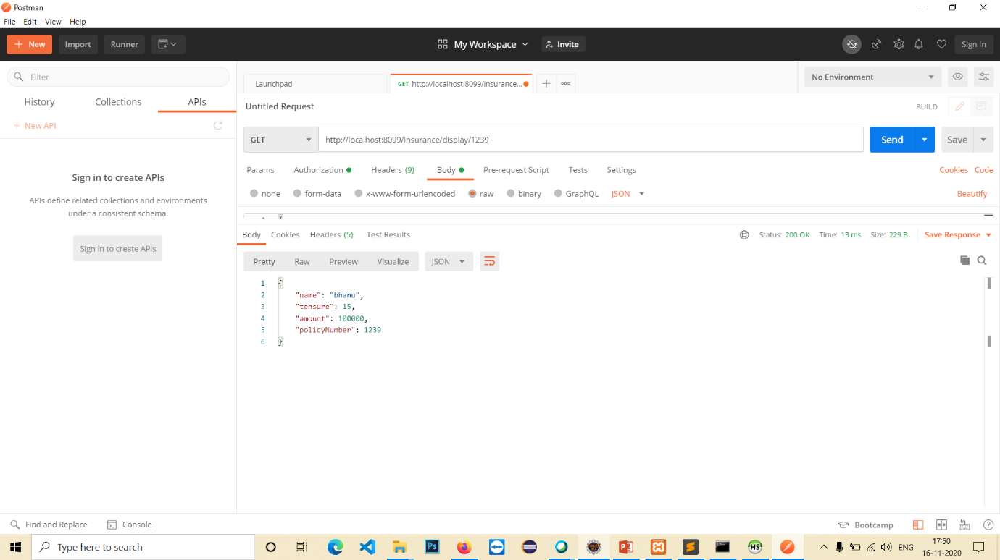 Postman
File Edit View Help
New Import Runner My Workspace Invite Sign In
Filter
History Collections APIs
+ New API
Sign in to create APIs
APIs define related collections and environments
under a consistent schema.
Sign in to create APIs
Launchpad GET http://localhost:8099/insurance... + ooo No Environment
Untitled Request BUILD
GET http://localhost:8099/insurance/display/1239 Send Save
Params Authorization Headers (9) Body Pre-request Script Tests Settings Cookies Code
none form-data x-www-form-urlencoded raw binary GraphQL JSON Beautify
Body Cookies Headers (5) Test Results Status: 200 OK Time: 13 ms Size: 229 B Save Response
Pretty Raw Preview Visualize JSON
1 {
2 "name": "bhanu",
3 "tensure": 15,
4 "amount": 100000,
5 "policyNumber": 1239
6 }
Find and Replace Console Bootcamp
Type here to search Ps HS ENG 17:50
16-11-2020